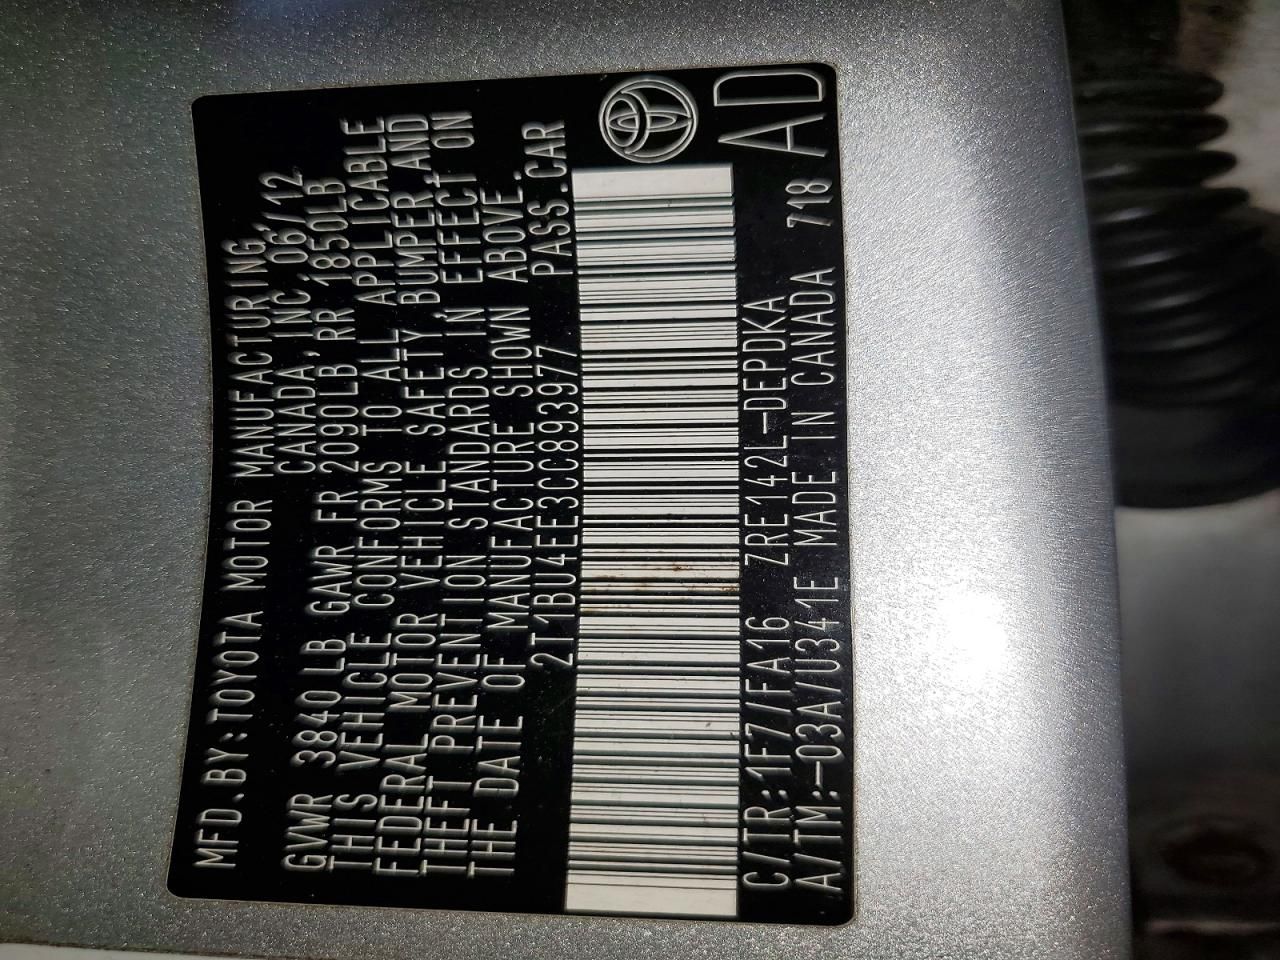 MFD.BY:TOYOTA MOTOR MANUFACTURING,
CANADA, INC. 06/12
GVWR 3840LB GAWR FR 2090LB RR 1850LB
THIS VEHICLE CONFORMS TO ALL APPLICABLE
FEDERAL MOTOR VEHICLE SAFETY, BUMPER AND
THEFT PREVENTION STANDARDS IN EFFECT ON
THE DATE OF MANUFACTURE SHOWN ABOVE.
2T1BU4EE3CC893977 PASS.CAR
C/TR:1F7/FA16 ZRE142L-DEPDKA
A/TM:-03A/U341E MADE IN CANADA 718 AD